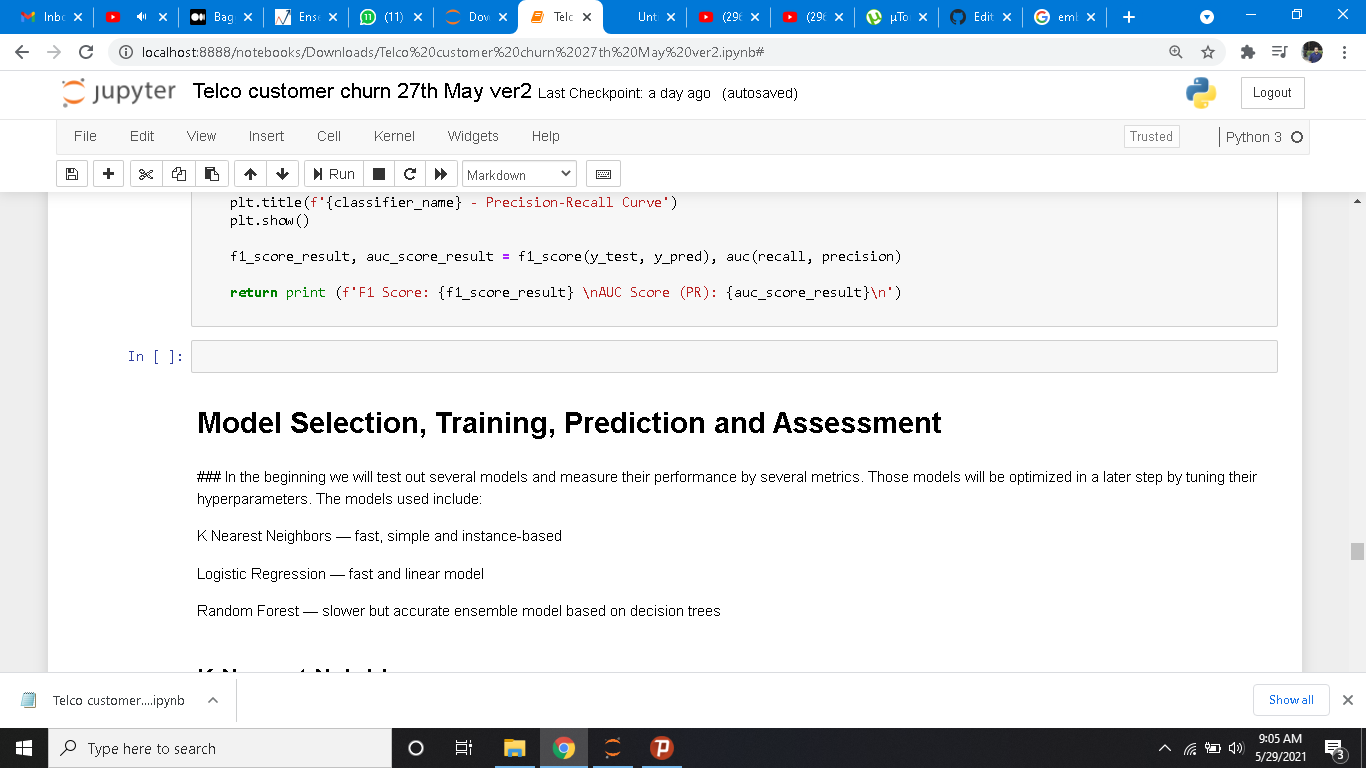 Inbc
Bag
Ense
(11)
Dov
Telc
Unt
(29(
(29(
µTo
Edit
eml
localhost:8888/notebooks/Downloads/Telco%20customer%20churn%2027th%20May%20ver2.ipynb#
jupyter Telco customer churn 27th May ver2 Last Checkpoint: a day ago (autosaved)
Logout
File Edit View Insert Cell Kernel Widgets Help
Trusted
Python 3
Run
Markdown
plt.title(f'{classifier_name} - Precision-Recall Curve')
plt.show()
f1_score_result, auc_score_result = f1_score(y_test, y_pred), auc(recall, precision)
return print (f'F1 Score: {f1_score_result} \nAUC Score (PR): {auc_score_result}\n')
In [ ]:
Model Selection, Training, Prediction and Assessment
### In the beginning we will test out several models and measure their performance by several metrics. Those models will be optimized in a later step by tuning their
hyperparameters. The models used include:
K Nearest Neighbors — fast, simple and instance-based
Logistic Regression — fast and linear model
Random Forest — slower but accurate ensemble model based on decision trees
Telco customer....ipynb
Show all
Type here to search
9:05 AM
5/29/2021
3